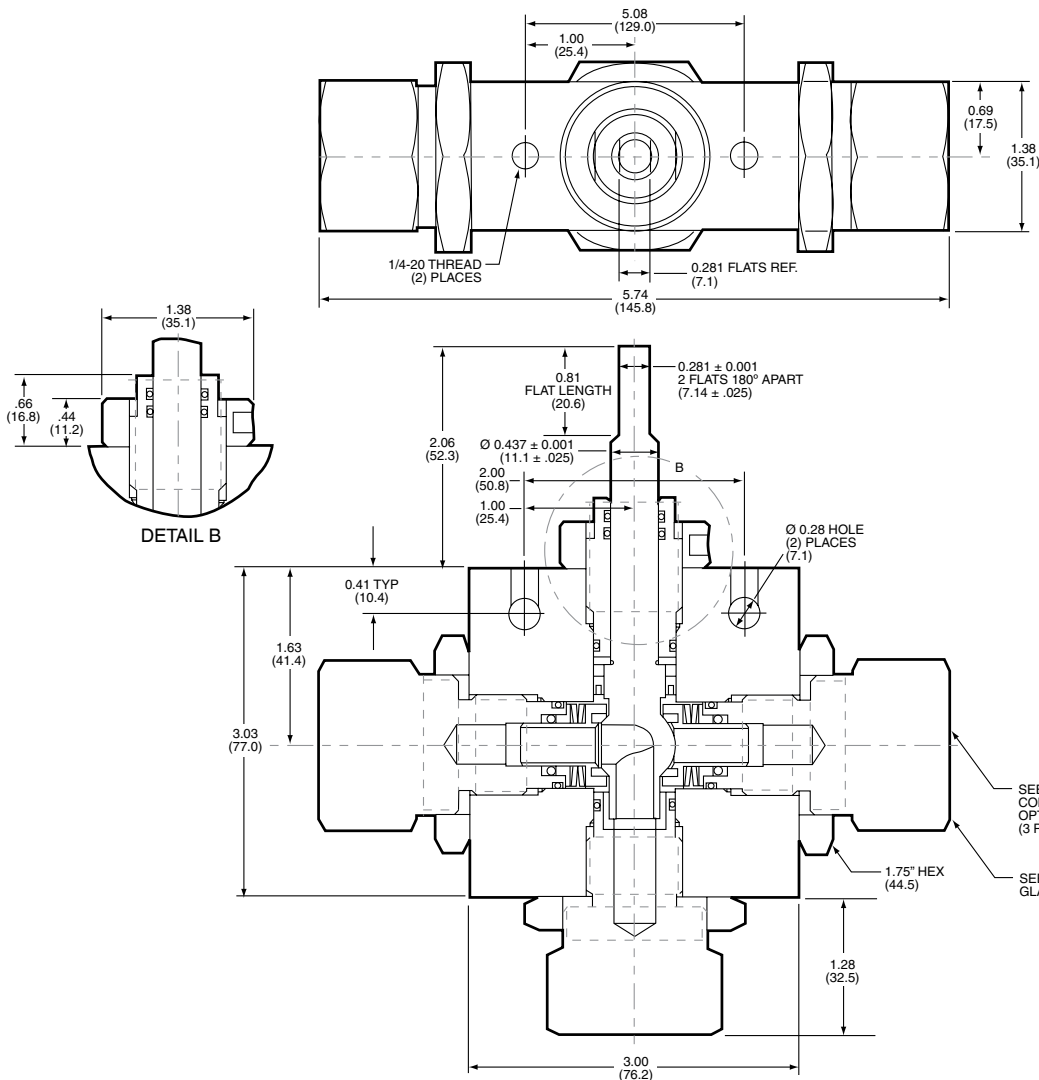 5.08
(129.0)
1.00
(25.4)
0.69
(17.5)
1.38
(35.1)
1/4-20 THREAD
(2) PLACES
0.281 FLATS REF.
(7.1)
5.74
(145.8)
1.38
(35.1)
.66
(16.8)
.44
(11.2)
DETAIL B
0.81
FLAT LENGTH
(20.6)
0.281 ± 0.001
2 FLATS 180º APART
(7.14 ± .025)
2.06
(52.3)
Ø 0.437 ± 0.001
(11.1 ± .025)
B
2.00
(50.8)
1.00
(25.4)
Ø 0.28 HOLE
(2) PLACES
(7.1)
0.41 TYP
(10.4)
1.63
(41.4)
3.03
(77.0)
SEE
(3
1.75" HEX
(44.5)
1.28
(32.5)
3.00
(76.2)